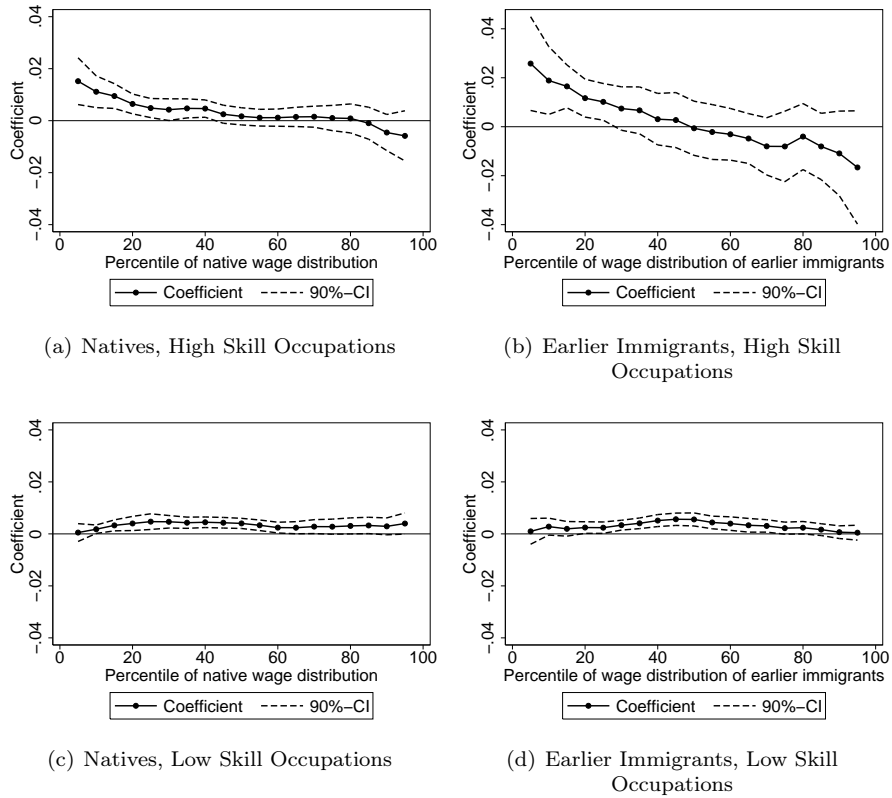 .04
.02
0
-.02
-.04
Coefficient
0 20 40 60 80 100
Percentile of native wage distribution
Coefficient 90%-CI
(a) Natives, High Skill Occupations
.04
.02
0
-.02
-.04
Coefficient
0 20 40 60 80 100
Percentile of wage distribution of earlier immigrants
Coefficient 90%-CI
(b) Earlier Immigrants, High Skill
Occupations
.04
.02
0
-.02
-.04
Coefficient
0 20 40 60 80 100
Percentile of native wage distribution
Coefficient 90%-CI
(c) Natives, Low Skill Occupations
.04
.02
0
-.02
-.04
Coefficient
0 20 40 60 80 100
Percentile of wage distribution of earlier immigrants
Coefficient 90%-CI
(d) Earlier Immigrants, Low Skill
Occupations